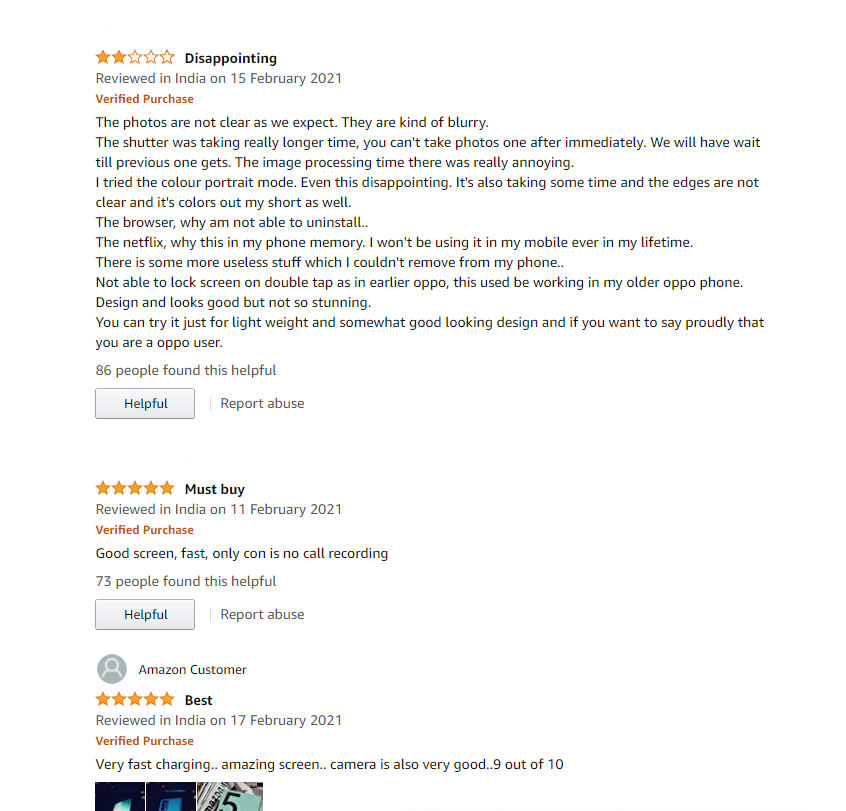 Disappointing
Reviewed in India on 15 February 2021
Verified Purchase
The photos are not clear as we expect. They are kind of blurry.
The shutter was taking really longer time, you can't take photos one after immediately. We will have wait
till previous one gets. The image processing time there was really annoying.
I tried the colour portrait mode. Even this disappointing. It's also taking some time and the edges are not
clear and it's colors out my short as well.
The browser, why am not able to uninstall..
The netflix, why this in my phone memory. I won't be using it in my mobile ever in my lifetime.
There is some more useless stuff which I couldn't remove from my phone..
Not able to lock screen on double tap as in earlier oppo, this used be working in my older oppo phone.
Design and looks good but not so stunning.
You can try it just for light weight and somewhat good looking design and if you want to say proudly that
you are a oppo user.
86 people found this helpful
Helpful
Report abuse
Must buy
Reviewed in India on 11 February 2021
Verified Purchase
Good screen, fast, only con is no call recording
73 people found this helpful
Helpful
Report abuse
Amazon Customer
Best
Reviewed in India on 17 February 2021
Verified Purchase
Very fast charging.. amazing screen.. camera is also very good..9 out of 10
5